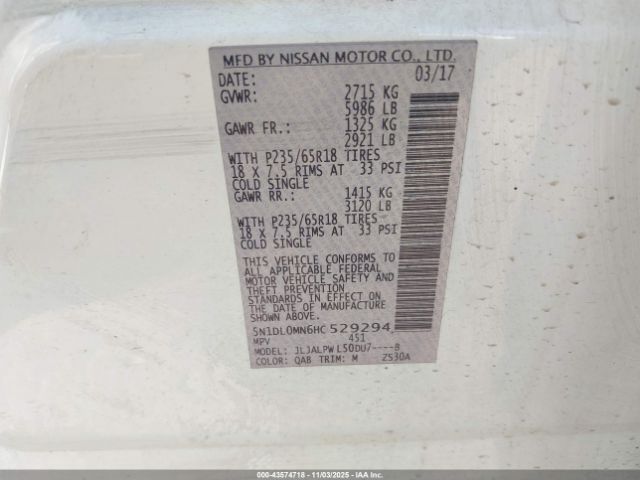 MFD BY NISSAN MOTOR CO., LTD.
DATE: 03/17
GVWR: 2715 KG
5986 LB
GAWR FR.: 1325 KG
2921 LB
WITH P235/65R18 TIRES
18 X 7.5 RIMS AT 33 PSI
COLD SINGLE
GAWR RR.: 1415 KG
3120 LB
WITH P235/65R18 TIRES
18 X 7.5 RIMS AT 33 PSI
COLD SINGLE
THIS VEHICLE CONFORMS TO
ALL APPLICABLE FEDERAL
MOTOR VEHICLE SAFETY AND
THEFT PREVENTION
STANDARDS IN EFFECT ON
THE DATE OF MANUFACTURE
SHOWN ABOVE.
5N1DL0MN6HC 529294
MPV 451
MODEL: JLJALPW L50DU7----B
COLOR: QAB TRIM: M Z530A
000-43574718 - 11/03/2025 - IAA Inc.